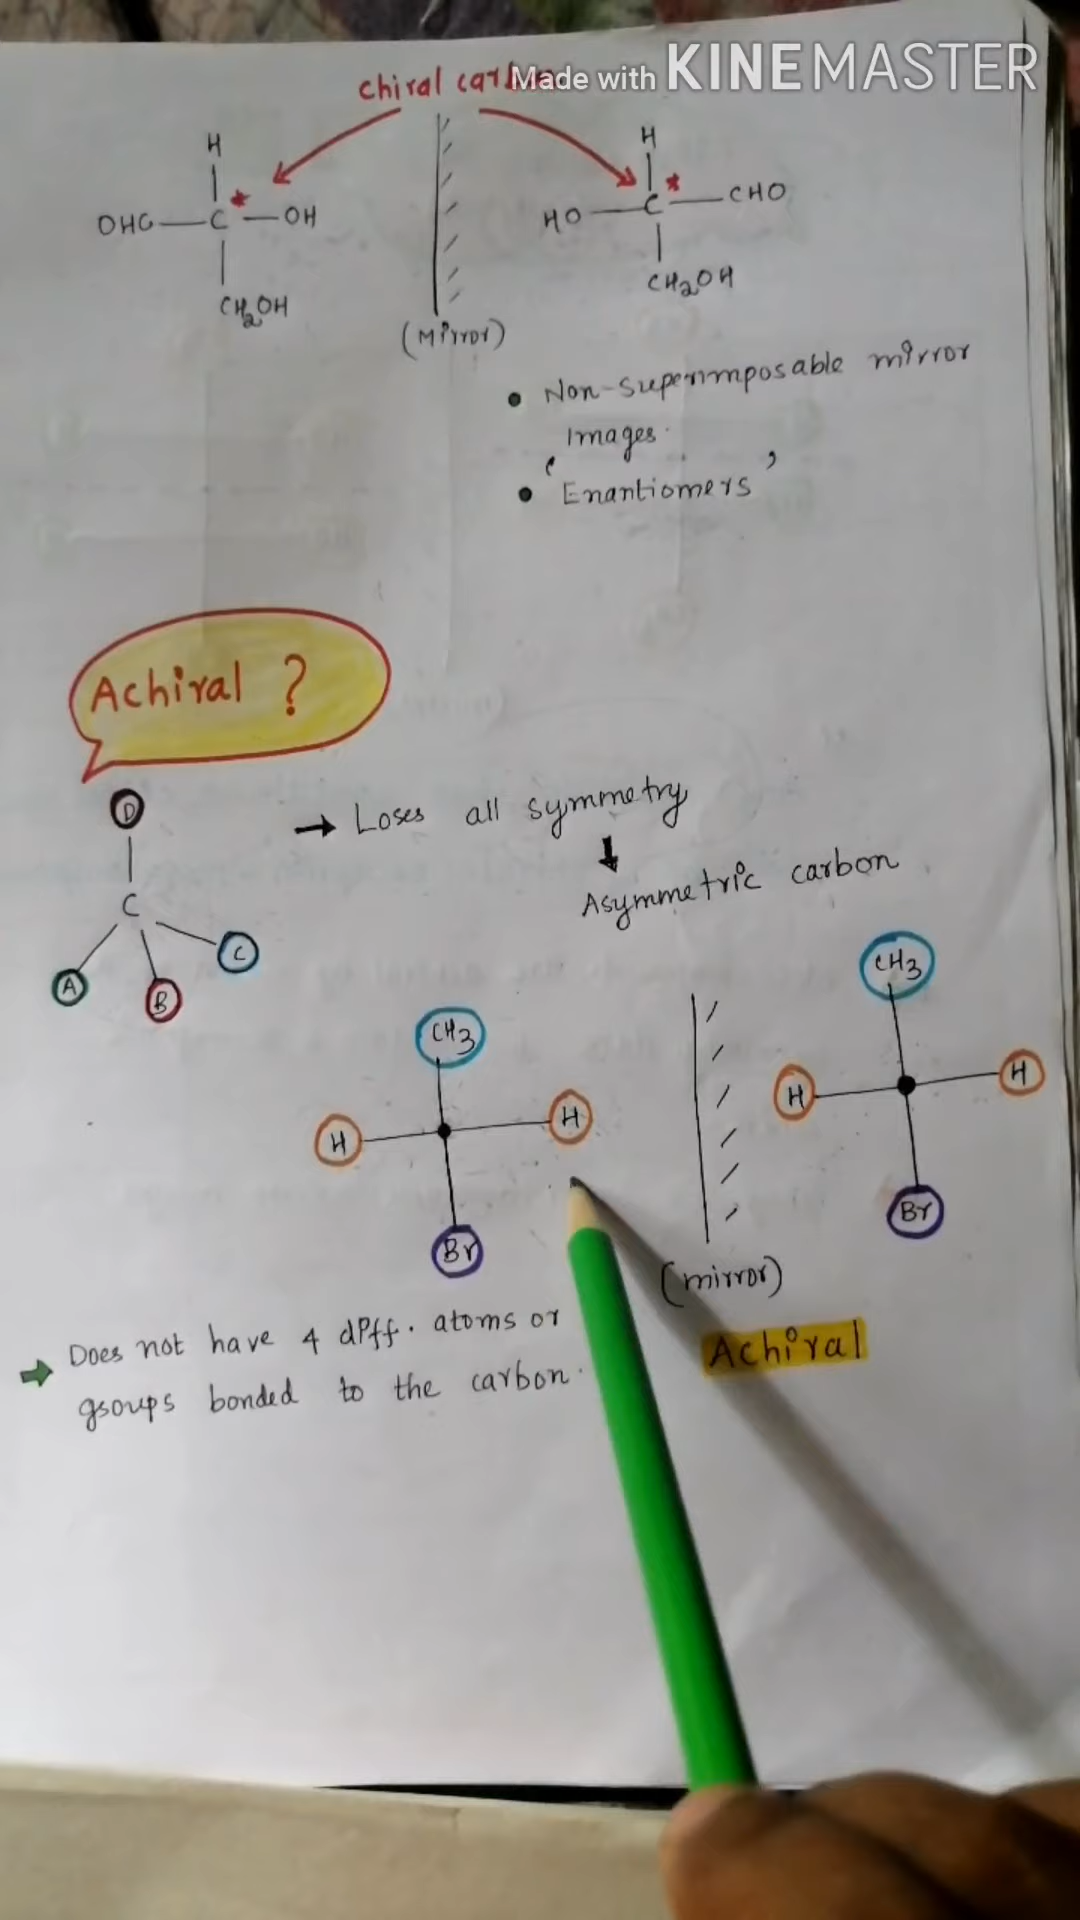 Made with KINEMASTER
chiral carbon
H
OHC—C*—OH
CH2OH
H
HO—C*—CHO
CH2OH
(Mirror)
• Non-superimposable mirror
images.
• 'Enantiomers'
Achiral ?
D
C
A
B
C
→ Loses all symmetry
↓
Asymmetric carbon
CH3
H
H
Br
CH3
H
H
Br
(mirror)
Does not have 4 diff. atoms or
groups bonded to the carbon.
Achiral